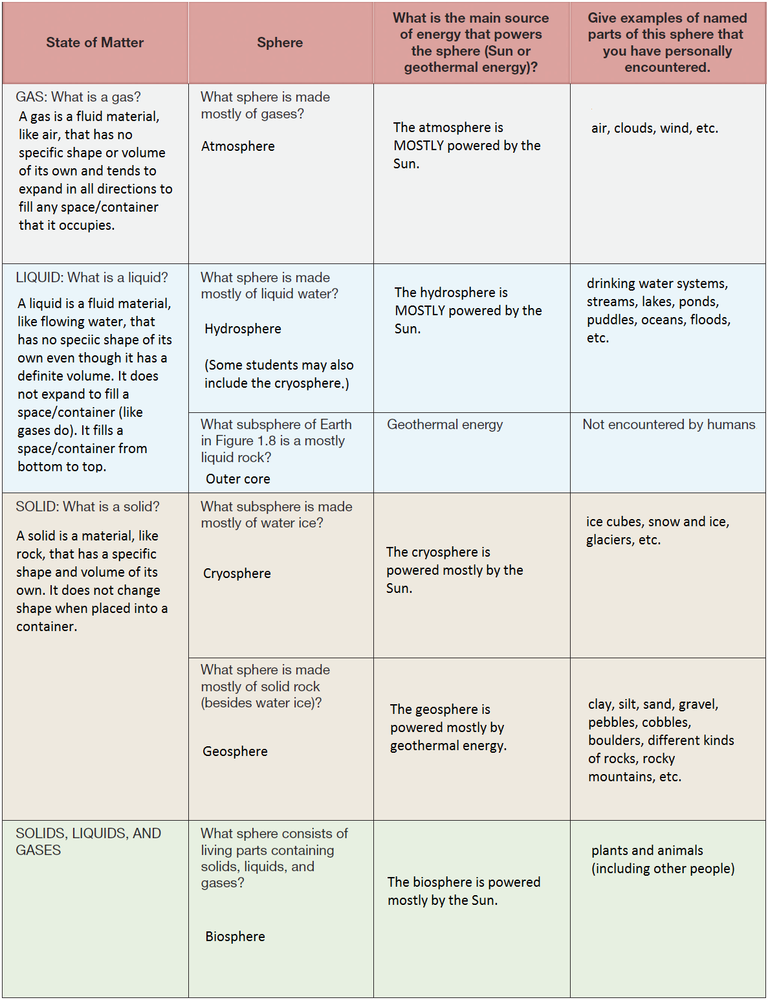 State of Matter
Sphere
What is the main source
of energy that powers
the sphere (Sun or
geothermal energy)?
Give examples of named
parts of this sphere that
you have personally
encountered.
GAS: What is a gas?
A gas is a fluid material,
like air, that has no
specific shape or volume
of its own and tends to
expand in all directions to
fill any space/container
that it occupies.
What sphere is made
mostly of gases?
Atmosphere
The atmosphere is
MOSTLY powered by the
Sun.
air, clouds, wind, etc.
LIQUID: What is a liquid?
A liquid is a fluid material,
like flowing water, that
has no speciic shape of its
own even though it has a
definite volume. It does
not expand to fill a
space/container (like
gases do). It fills a
space/container from
bottom to top.
What sphere is made
mostly of liquid water?
Hydrosphere
(Some students may also
include the cryosphere.)
The hydrosphere is
MOSTLY powered by the
Sun.
drinking water systems,
streams, lakes, ponds,
puddles, oceans, floods,
etc.
What subsphere of Earth
in Figure 1.8 is a mostly
liquid rock?
Outer core
Geothermal energy
Not encountered by humans
SOLID: What is a solid?
A solid is a material, like
rock, that has a specific
shape and volume of its
own. It does not change
shape when placed into a
container.
What subsphere is made
mostly of water ice?
Cryosphere
The cryosphere is
powered mostly by the
Sun.
ice cubes, snow and ice,
glaciers, etc.
What sphere is made
mostly of solid rock
(besides water ice)?
Geosphere
The geosphere is
powered mostly by
geothermal energy.
clay, silt, sand, gravel,
pebbles, cobbles,
boulders, different kinds
of rocks, rocky
mountains, etc.
SOLIDS, LIQUIDS, AND
GASES
What sphere consists of
living parts containing
solids, liquids, and
gases?
Biosphere
The biosphere is powered
mostly by the Sun.
plants and animals
(including other people)